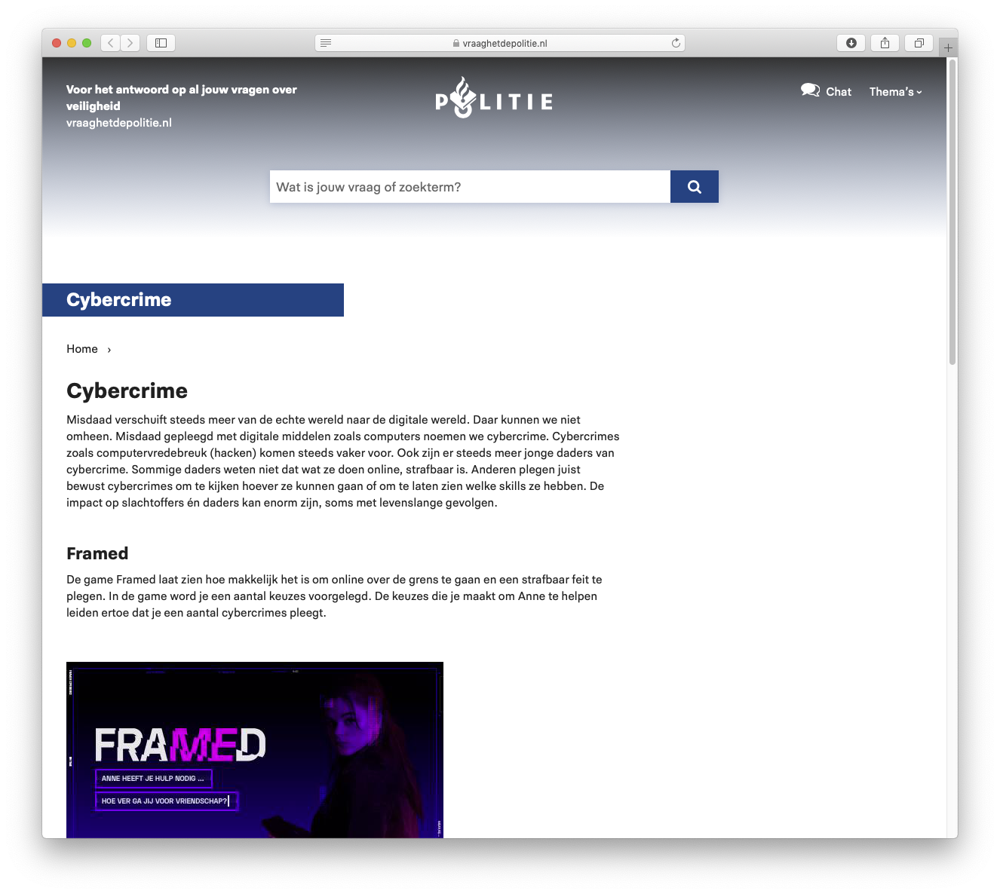 vraaghetdepolitie.nl
Voor het antwoord op al jouw vragen over
veiligheid
vraaghetdepolitie.nl
POLITIE
Chat
Thema's
Wat is jouw vraag of zoekterm?
Cybercrime
Home ›
Cybercrime
Misdaad verschuift steeds meer van de echte wereld naar de digitale wereld. Daar kunnen we niet
omheen. Misdaad gepleegd met digitale middelen zoals computers noemen we cybercrime. Cybercrimes
zoals computervredebreuk (hacken) komen steeds vaker voor. Ook zijn er steeds meer jonge daders van
cybercrime. Sommige daders weten niet dat wat ze doen online, strafbaar is. Anderen plegen juist
bewust cybercrimes om te kijken hoever ze kunnen gaan of om te laten zien welke skills ze hebben. De
impact op slachtoffers én daders kan enorm zijn, soms met levenslange gevolgen.
Framed
De game Framed laat zien hoe makkelijk het is om online over de grens te gaan en een strafbaar feit te
plegen. In de game word je een aantal keuzes voorgelegd. De keuzes die je maakt om Anne te helpen
leiden ertoe dat je een aantal cybercrimes pleegt.
FRAMED
ANNE HEEFT JE HULP NODIG ...
HOE VER GA JIJ VOOR VRIENDSCHAP?